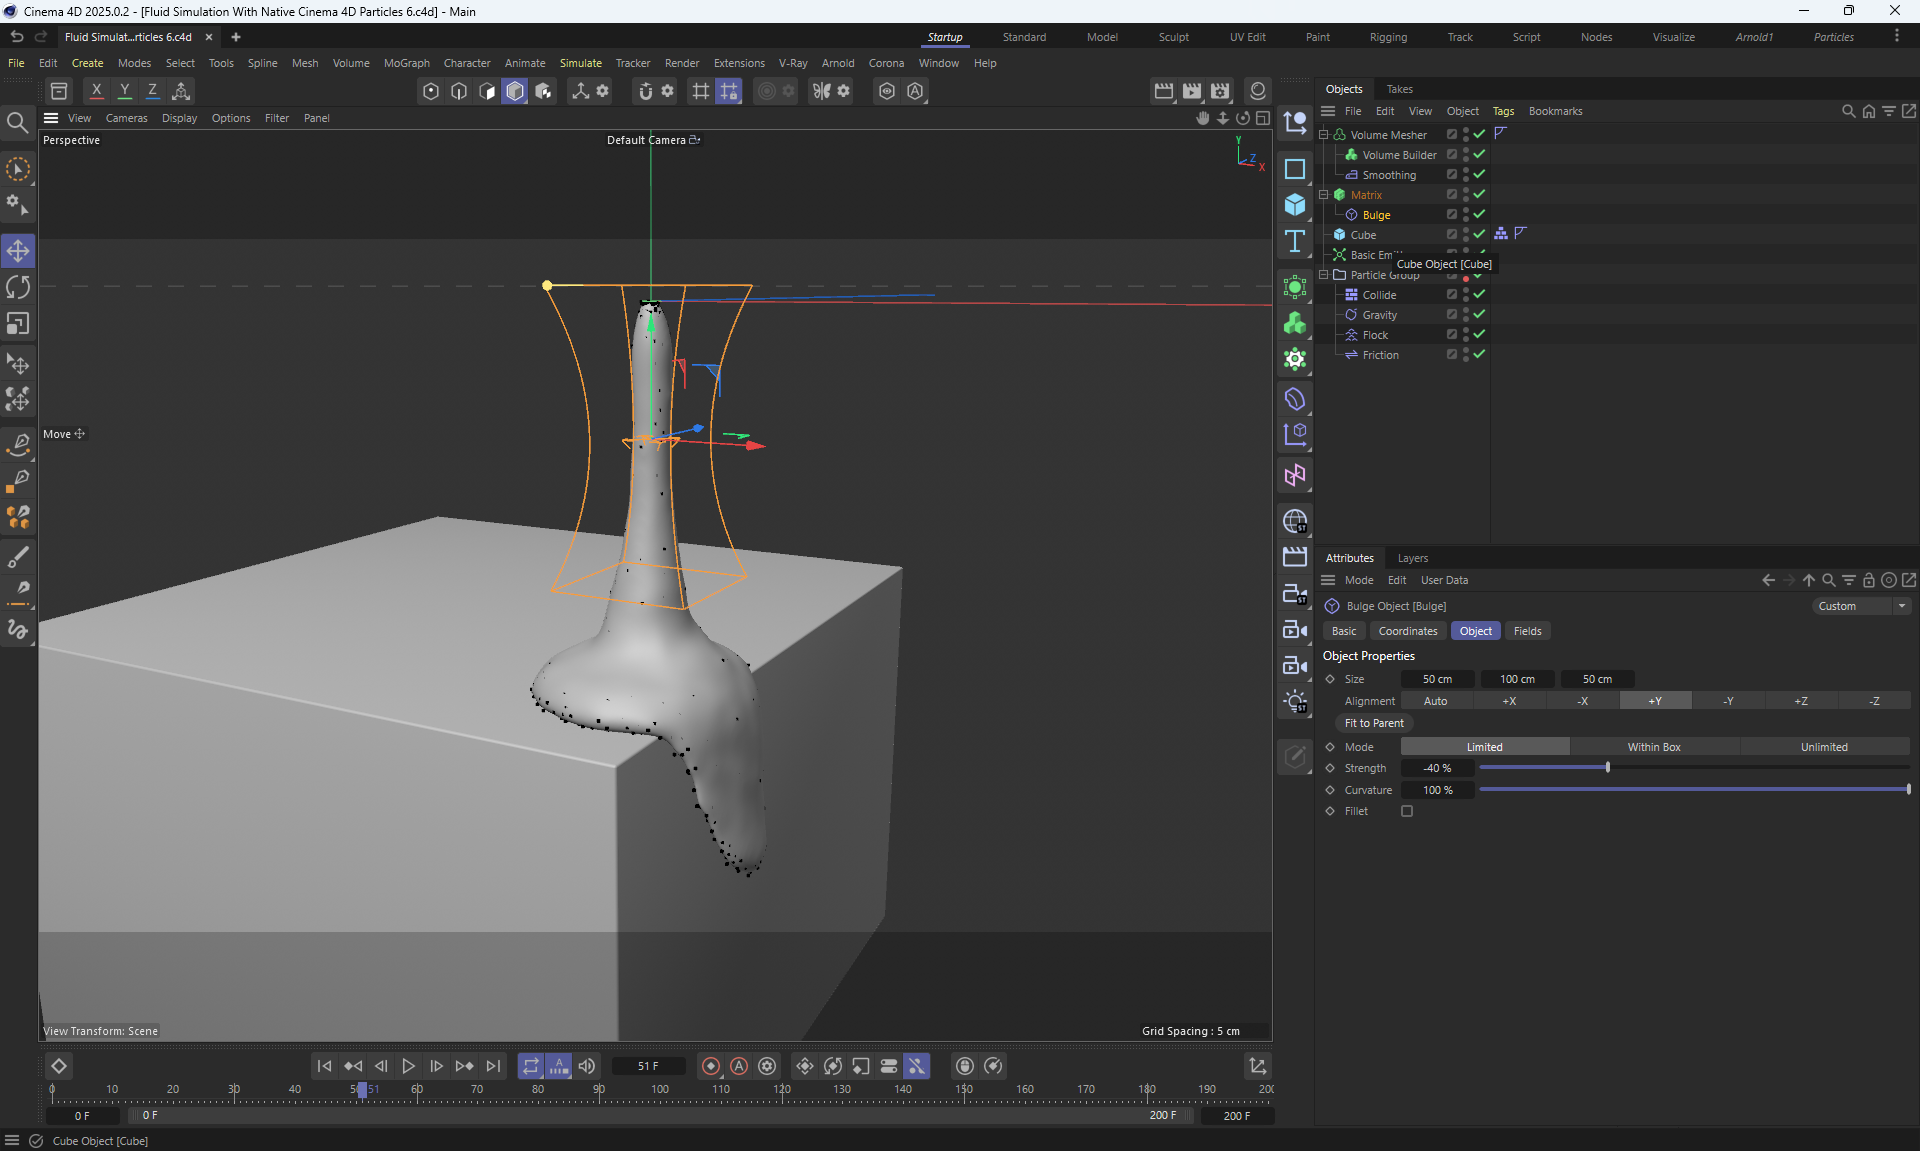 Cinema 4D 2025.0.2 - [Fluid Simulation With Native Cinema 4D Particles 6.c4d] - Main
Fluid Simulat...rticles 6.c4d
Startup Standard Model Sculpt UV Edit Paint Rigging Track Script Nodes Visualize Arnold1 Particles
File Edit Create Modes Select Tools Spline Mesh Volume MoGraph Character Animate Simulate Tracker Render Extensions V-Ray Arnold Corona Window Help
X Y Z
Objects Takes
View Cameras Display Options Filter Panel
File Edit View Object Tags Bookmarks
Perspective
Default Camera
Y
Z
X
Volume Mesher
Volume Builder
Smoothing
Matrix
Bulge
Cube
Basic Em
Cube Object [Cube]
Particle Group
Collide
Gravity
Flock
Friction
Move
ST
ST
ST
Attributes Layers
Mode Edit User Data
Bulge Object [Bulge]
Custom
Basic Coordinates Object Fields
Object Properties
Size 50 cm 100 cm 50 cm
Alignment Auto +X -X +Y -Y +Z -Z
Fit to Parent
Mode Limited Within Box Unlimited
Strength -40 %
Curvature 100 %
Fillet
View Transform: Scene
Grid Spacing : 5 cm
51 F
0 10 20 30 40 50 51 60 70 80 90 100 110 120 130 140 150 160 170 180 190 200
0 F 0 F 200 F 200 F
Cube Object [Cube]